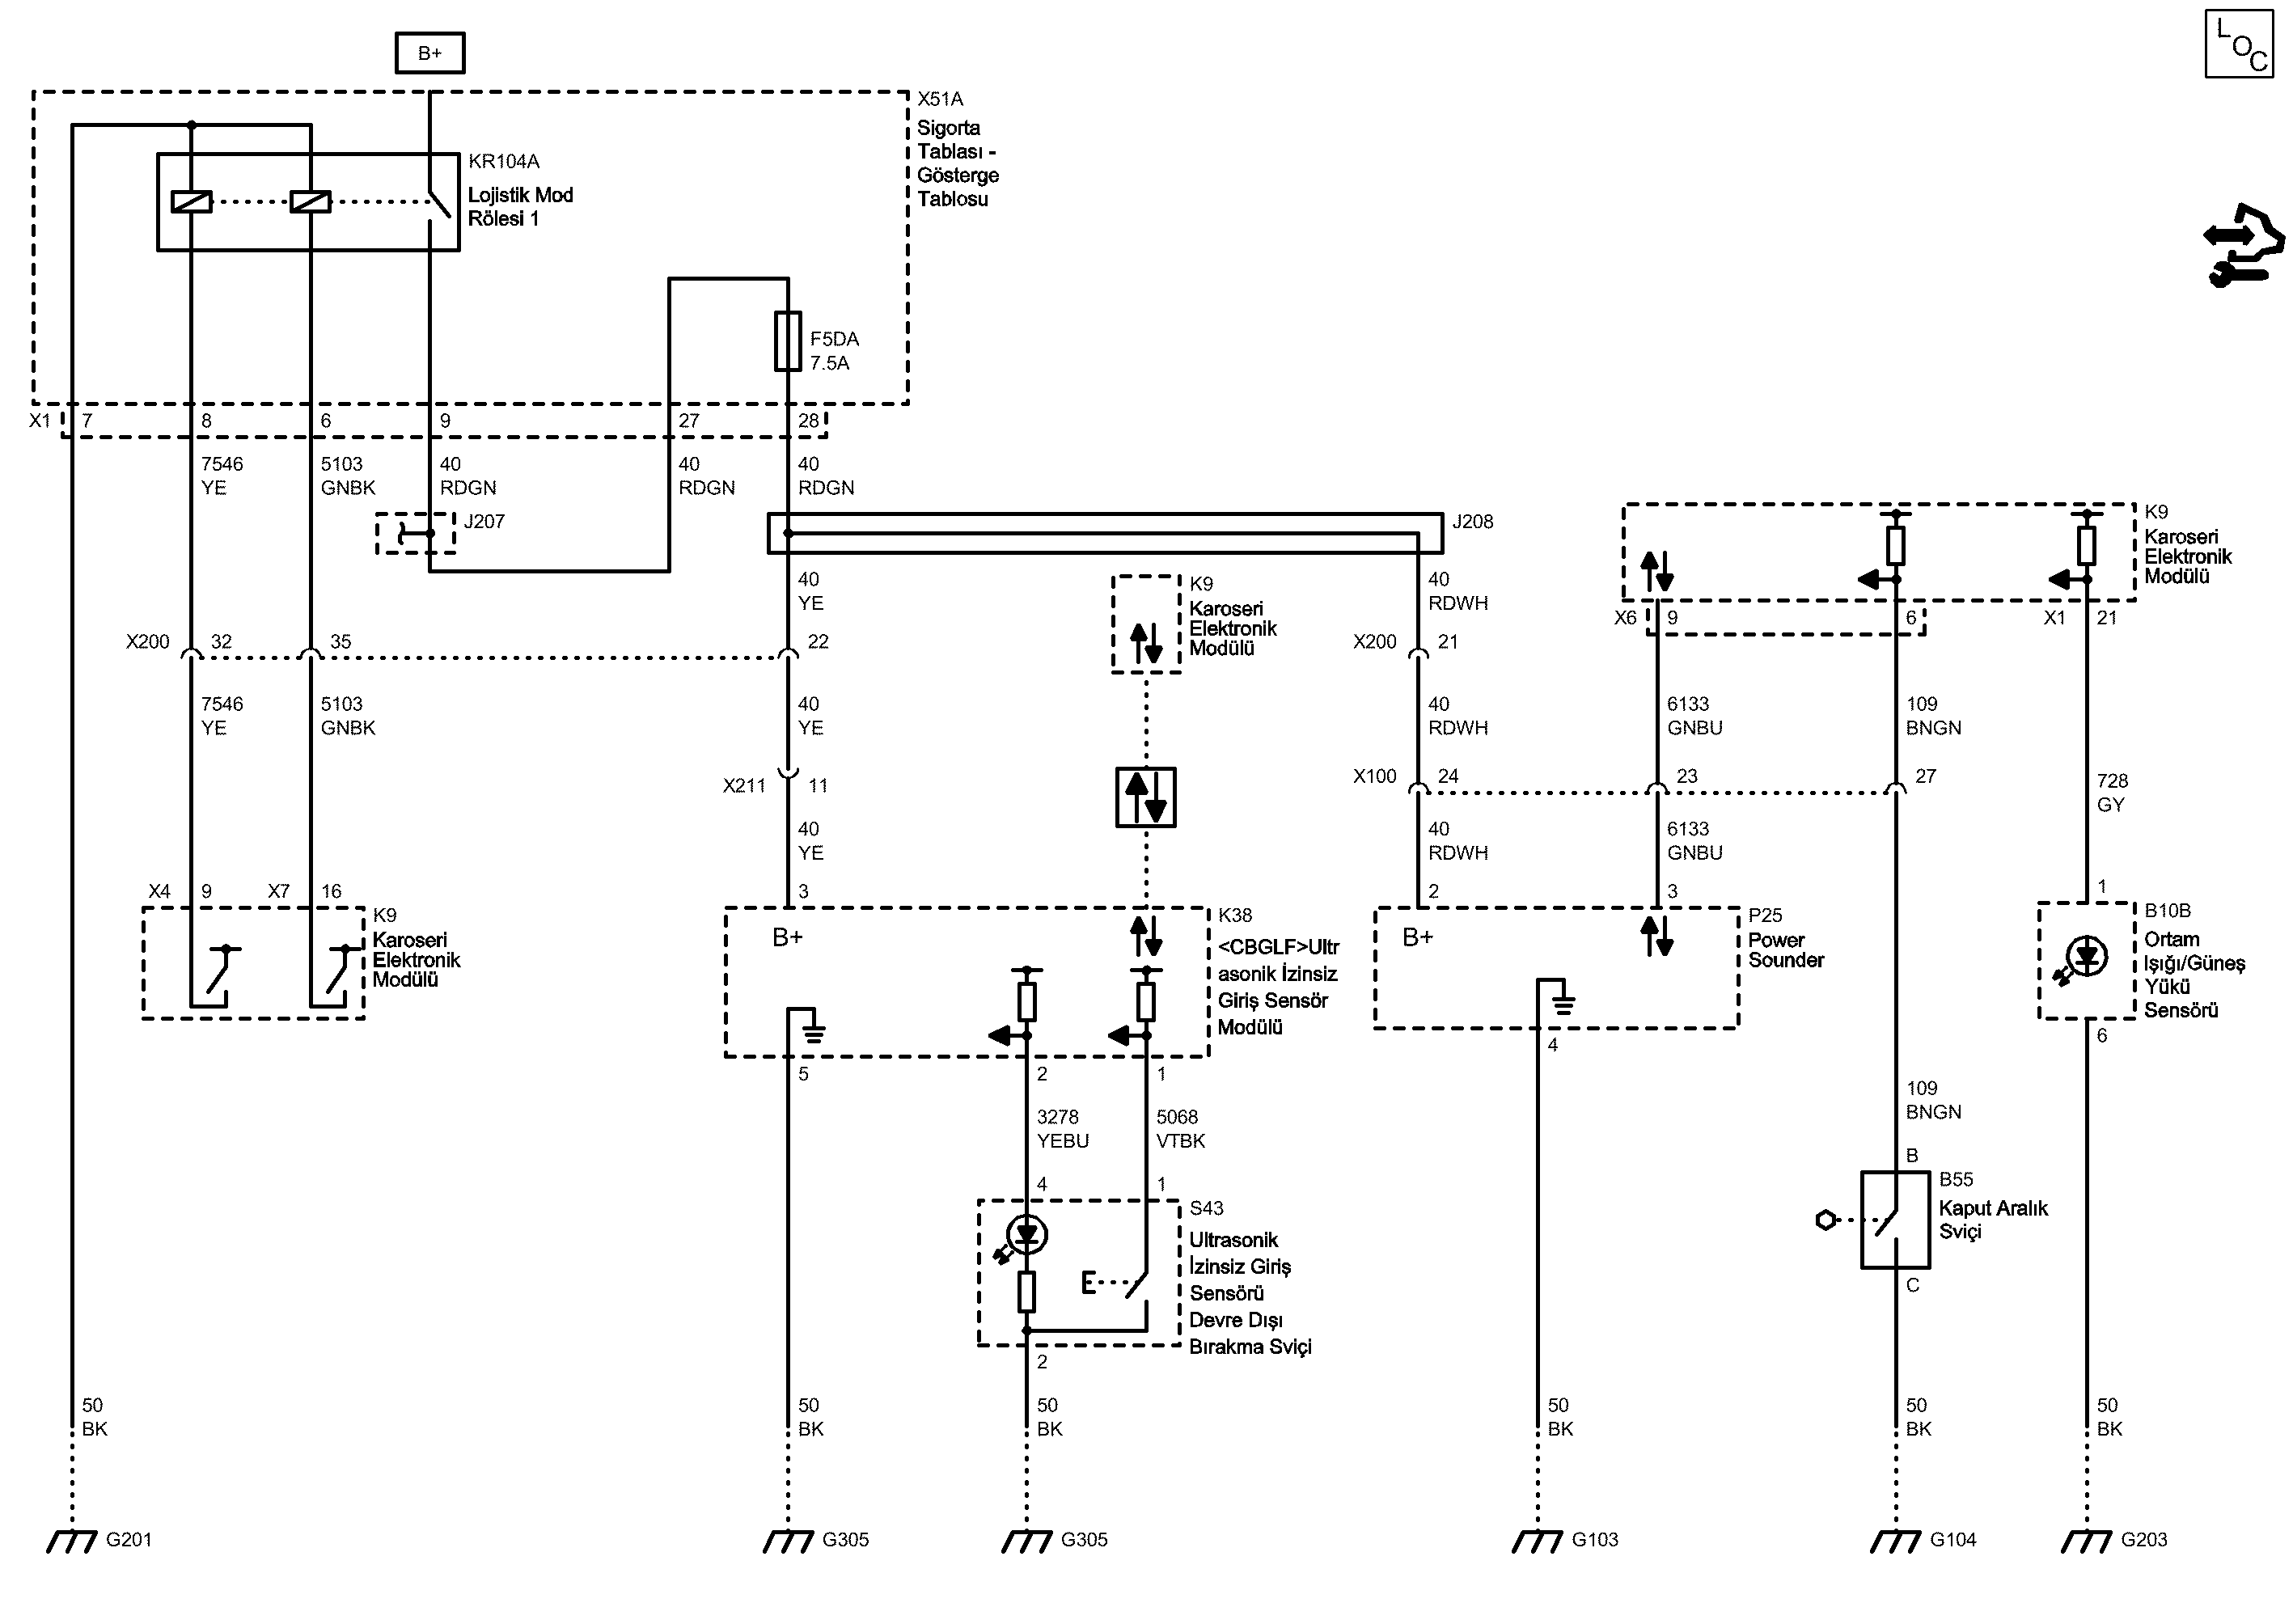 B+
L
O
C
X51A
Sigorta
Tablası -
Gösterge
Tablosu
KR104A
Lojistik Mod
Rölesi 1
F5DA
7.5A
X1 7 8 6 9 27 28
7546
YE
5103
GNBK
40
RDGN
40
RDGN
40
RDGN
J207
J208
K9
Karoseri
Elektronik
Modülü
40
YE
K9
Karoseri
Elektronik
Modülü
40
RDWH
X6 9 6 X1 21
X200 32 35 22
X200 21
7546
YE
5103
GNBK
40
YE
40
RDWH
6133
GNBU
109
BNGN
X211 11
X100 24 23 27
728
GY
40
YE
40
RDWH
6133
GNBU
X4 9 X7 16 3 2 3 1
K9
Karoseri
Elektronik
Modülü
B+
K38
<CBGLF>Ultr
asonik İzinsiz
Giriş Sensör
Modülü
B+
P25
Power
Sounder
B10B
Ortam
Işığı/Güneş
Yükü
Sensörü
5 2 1 4 6
3278
YEBU
5068
VTBK
109
BNGN
4 1 B
S43
Ultrasonik
İzinsiz Giriş
Sensörü
Devre Dışı
Bırakma Sviçi
B55
Kaput Aralık
Sviçi
2 C
50
BK
50
BK
50
BK
50
BK
50
BK
50
BK
G201 G305 G305 G103 G104 G203